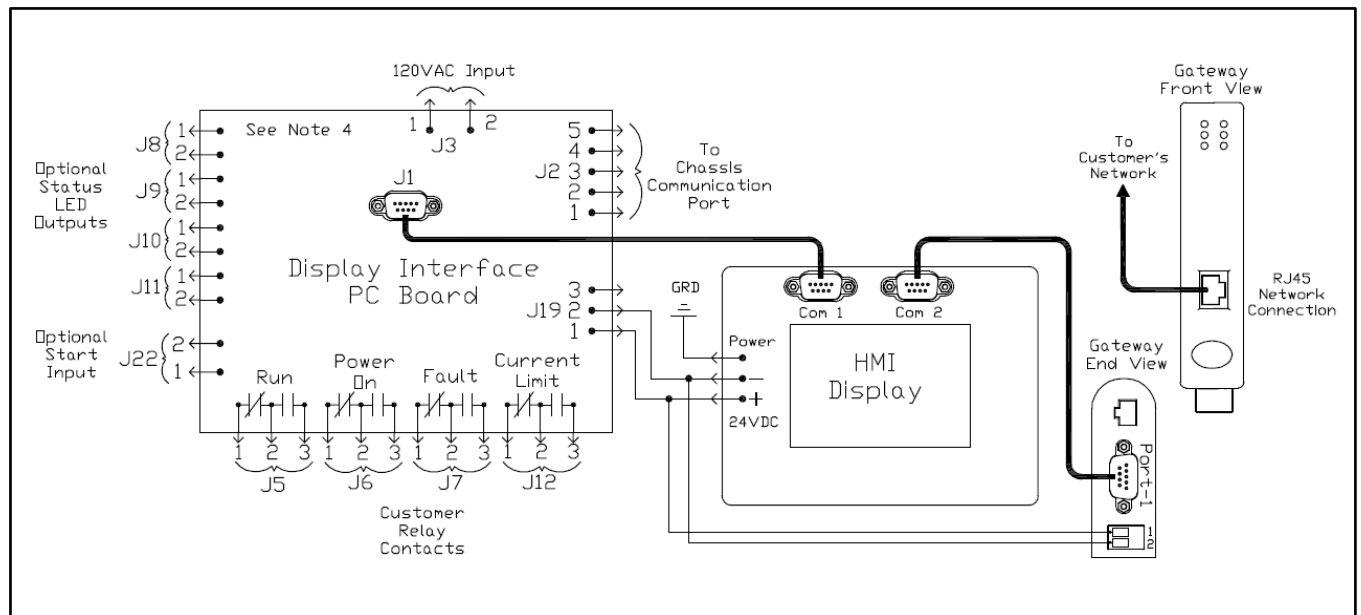 120VAC Input
1
2
J3
See Note 4
J8
1
2
J9
1
2
J10
1
2
J11
1
2
Optional
Status
LED
Outputs
Optional
Start
Input
J22
2
1
J1
Display Interface
PC Board
5
4
J2 3
2
1
To
Chassis
Communication
Port
3
J19 2
1
Run
Power
On
Fault
Current
Limit
1 2 3
1 2 3
1 2 3
1 2 3
J5
J6
J7
J12
Customer
Relay
Contacts
GRD
Power
−
+
24VDC
Com 1
Com 2
HMI
Display
To
Customer's
Network
Gateway
Front View
RJ45
Network
Connection
Gateway
End View
Port-1
1
2